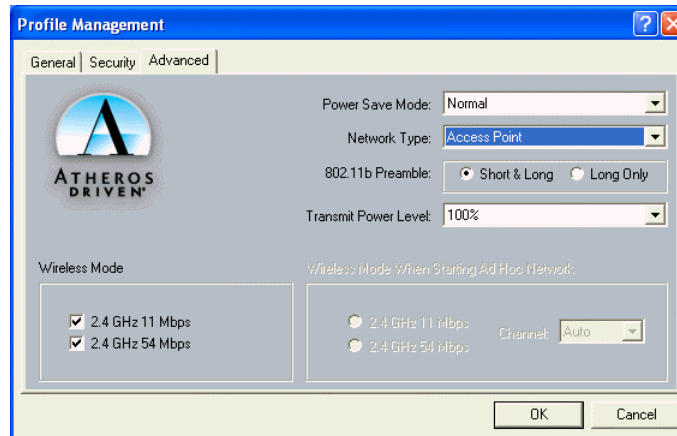 Profile Management
General Security Advanced
Power Save Mode: Normal
Network Type: Access Point
ATHEROS
DRIVEN
802.11b Preamble: Short & Long Long Only
Transmit Power Level: 100%
Wireless Mode
Wireless Mode When Starting Ad Hoc Network
2.4 GHz 11 Mbps
2.4 GHz 54 Mbps
2.4 GHz 11 Mbps
2.4 GHz 54 Mbps
Channel: Auto
OK Cancel